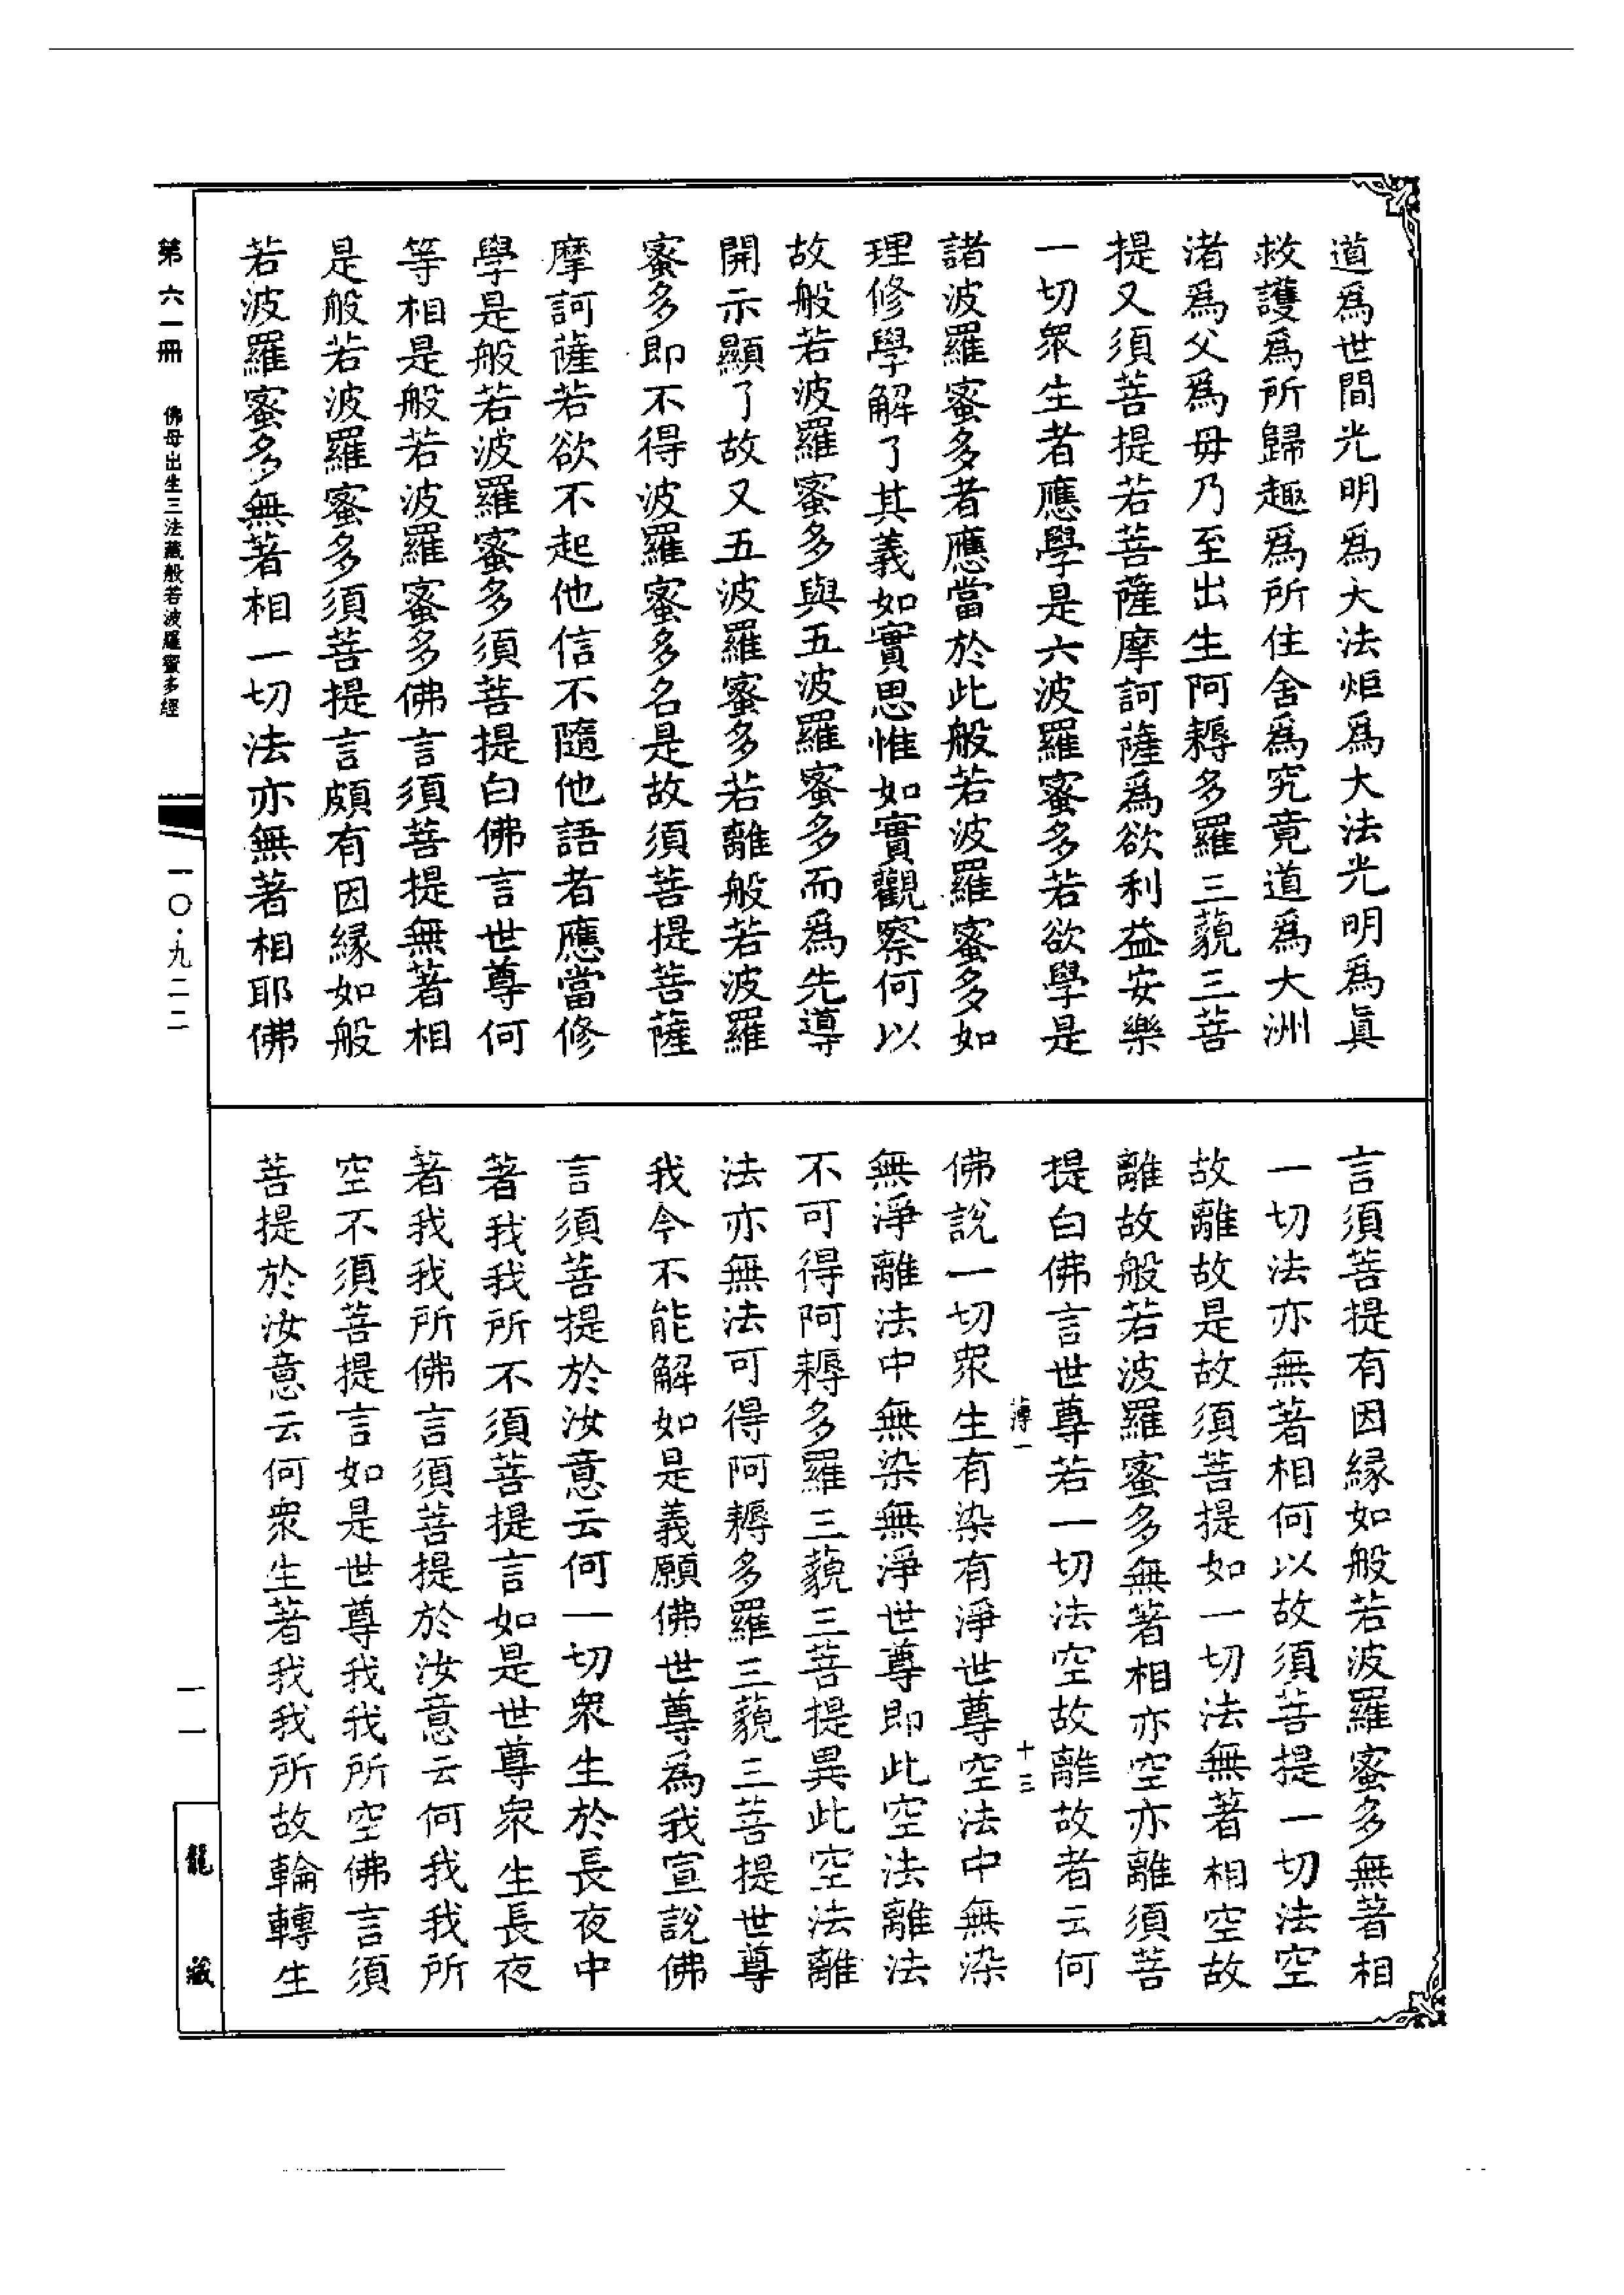 道爲世間光明爲大法炬爲大法光明爲眞
救護爲所歸趣爲所住舍爲究竟道爲大洲
渚爲父爲毋乃至出生阿耨多羅三藐三菩
提又須菩提若菩薩摩訶薩爲欲利益安樂
一切衆生者應學是六波羅蜜多若欲學是
諸波羅蜜多者應當於此般若波羅蜜多如
理修學解了其義如實思惟如實觀察何以
故般若波羅蜜多與五波羅蜜多而爲先導
開示顯了故又五波羅蜜多若離般若波羅
蜜多即不得波羅蜜多名是故須菩提菩薩
摩訶薩若欲不起他信不隨他語者應當修
學是般若波羅蜜多須菩提白佛言世尊何
等相是般若波羅蜜多佛言須菩提無著相
是般若波羅蜜多須菩提言頗有因緣如般
若波羅蜜多無著相一切法亦無著相耶佛
言須菩提有因緣如般若波羅蜜多無著相
一切法亦無著相何以故須菩提一切法空
故離故是故須菩提如一切法無著相空故
離故般若波羅蜜多無著相亦空亦離須菩
提白佛言世尊若一切法空故離故者云何
薄一 十三
佛說一切衆生有染有淨世尊空法中無染
無淨離法中無染無淨世尊即此空法離法
不可得阿耨多羅三藐三菩提異此空法離
法亦無法可得阿耨多羅三藐三菩提世尊
我今不能解如是義願佛世尊爲我宣說佛
言須菩提於汝意云何一切衆生於長夜中
著我我所不須菩提言如是世尊衆生長夜
著我我所佛言須菩提於汝意云何我我所
空不須菩提言如是世尊我我所空佛言須
菩提於汝意云何衆生著我我所故輪轉生
第六一冊 佛母出生三法藏般若波羅蜜多經
一〇·九二二
一一
龍藏